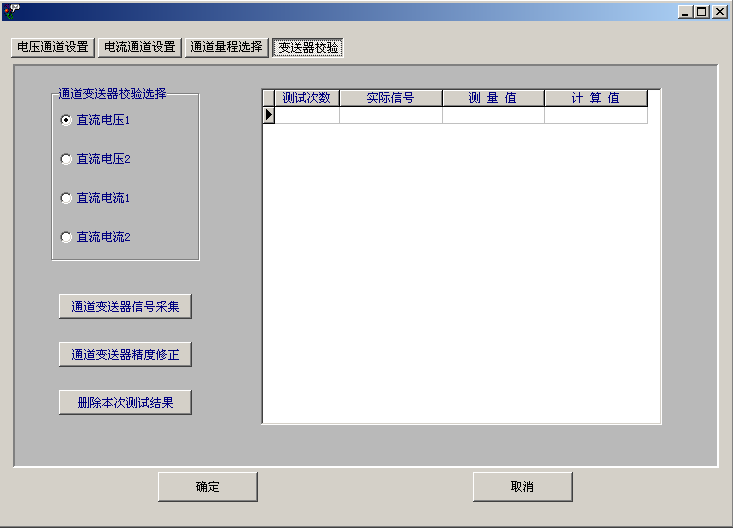 电压通道设置 电流通道设置 通道量程选择 变送器校验
通道变送器校验选择
直流电压1
直流电压2
直流电流1
直流电流2
通道变送器信号采集
通道变送器精度修正
删除本次测试结果
测试次数 实际信号 测 量 值 计 算 值
确定 取消